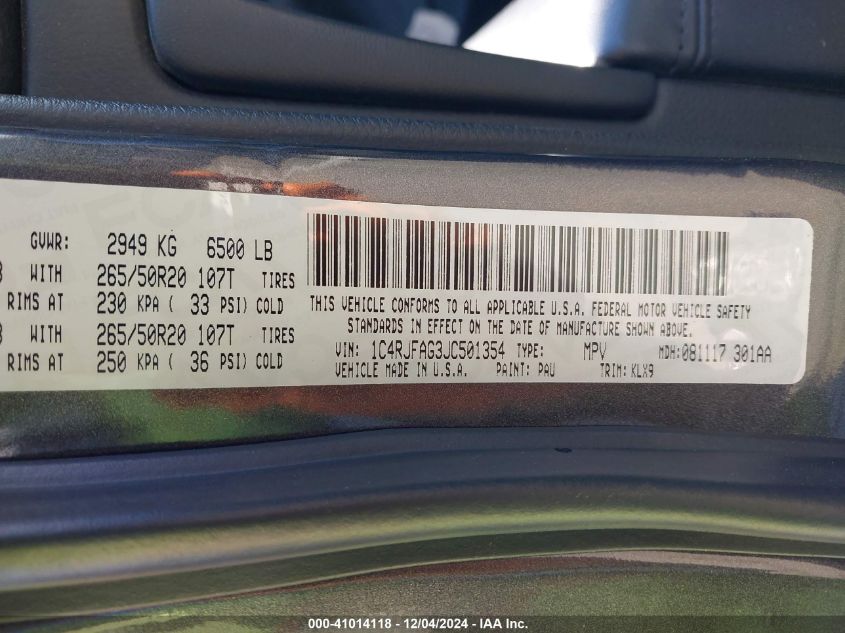 GVWR: 2949 KG 6500 LB
WITH 265/50R20 107T TIRES
RIMS AT 230 KPA ( 33 PSI) COLD
WITH 265/50R20 107T TIRES
RIMS AT 250 KPA ( 36 PSI) COLD
THIS VEHICLE CONFORMS TO ALL APPLICABLE U.S.A. FEDERAL MOTOR VEHICLE SAFETY
STANDARDS IN EFFECT ON THE DATE OF MANUFACTURE SHOWN ABOVE.
VIN: 1C4RJFAG3JC501354 TYPE: MPV MDH:081117 301AA
VEHICLE MADE IN U.S.A. PAINT: PAU TRIM: KLX9
000-41014118 - 12/04/2024 - IAA Inc.